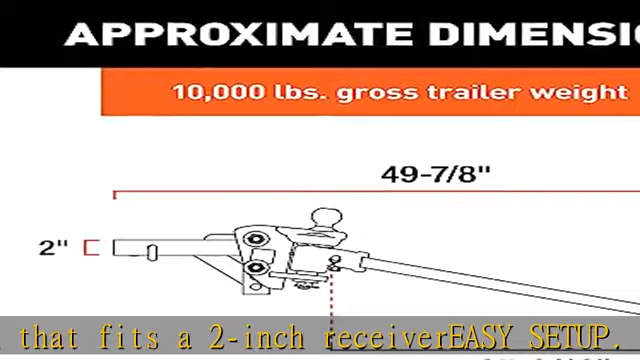 APPROXIMATE DIMENSI
10,000 lbs. gross trailer weight
49-7/8"
2"
that fits a 2-inch receiverEASY SETUP.